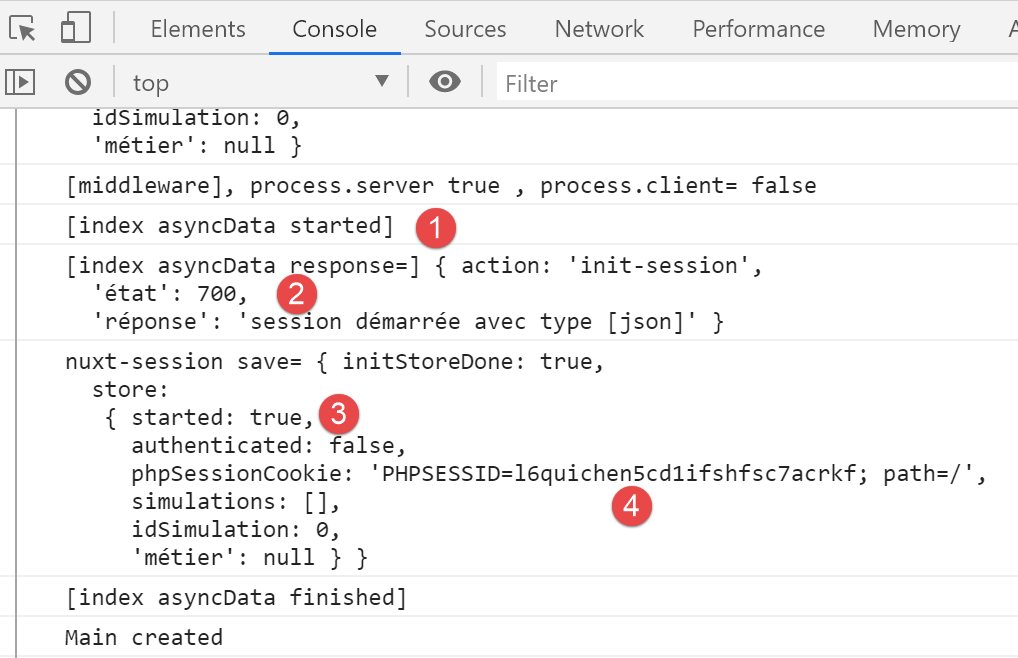 Elements Console Sources Network Performance Memory
top Filter
idSimulation: 0,
'métier': null }
[middleware], process.server true , process.client= false
[index asyncData started] 1
[index asyncData response=] { action: 'init-session',
'état': 700, 2
'réponse': 'session démarrée avec type [json]' }
nuxt-session save= { initStoreDone: true,
store:
{ started: true, 3
authenticated: false,
phpSessionCookie: 'PHPSESSID=l6quichen5cd1ifshfsc7acrkf; path=/',
simulations: [], 4
idSimulation: 0,
'métier': null } }
[index asyncData finished]
Main created